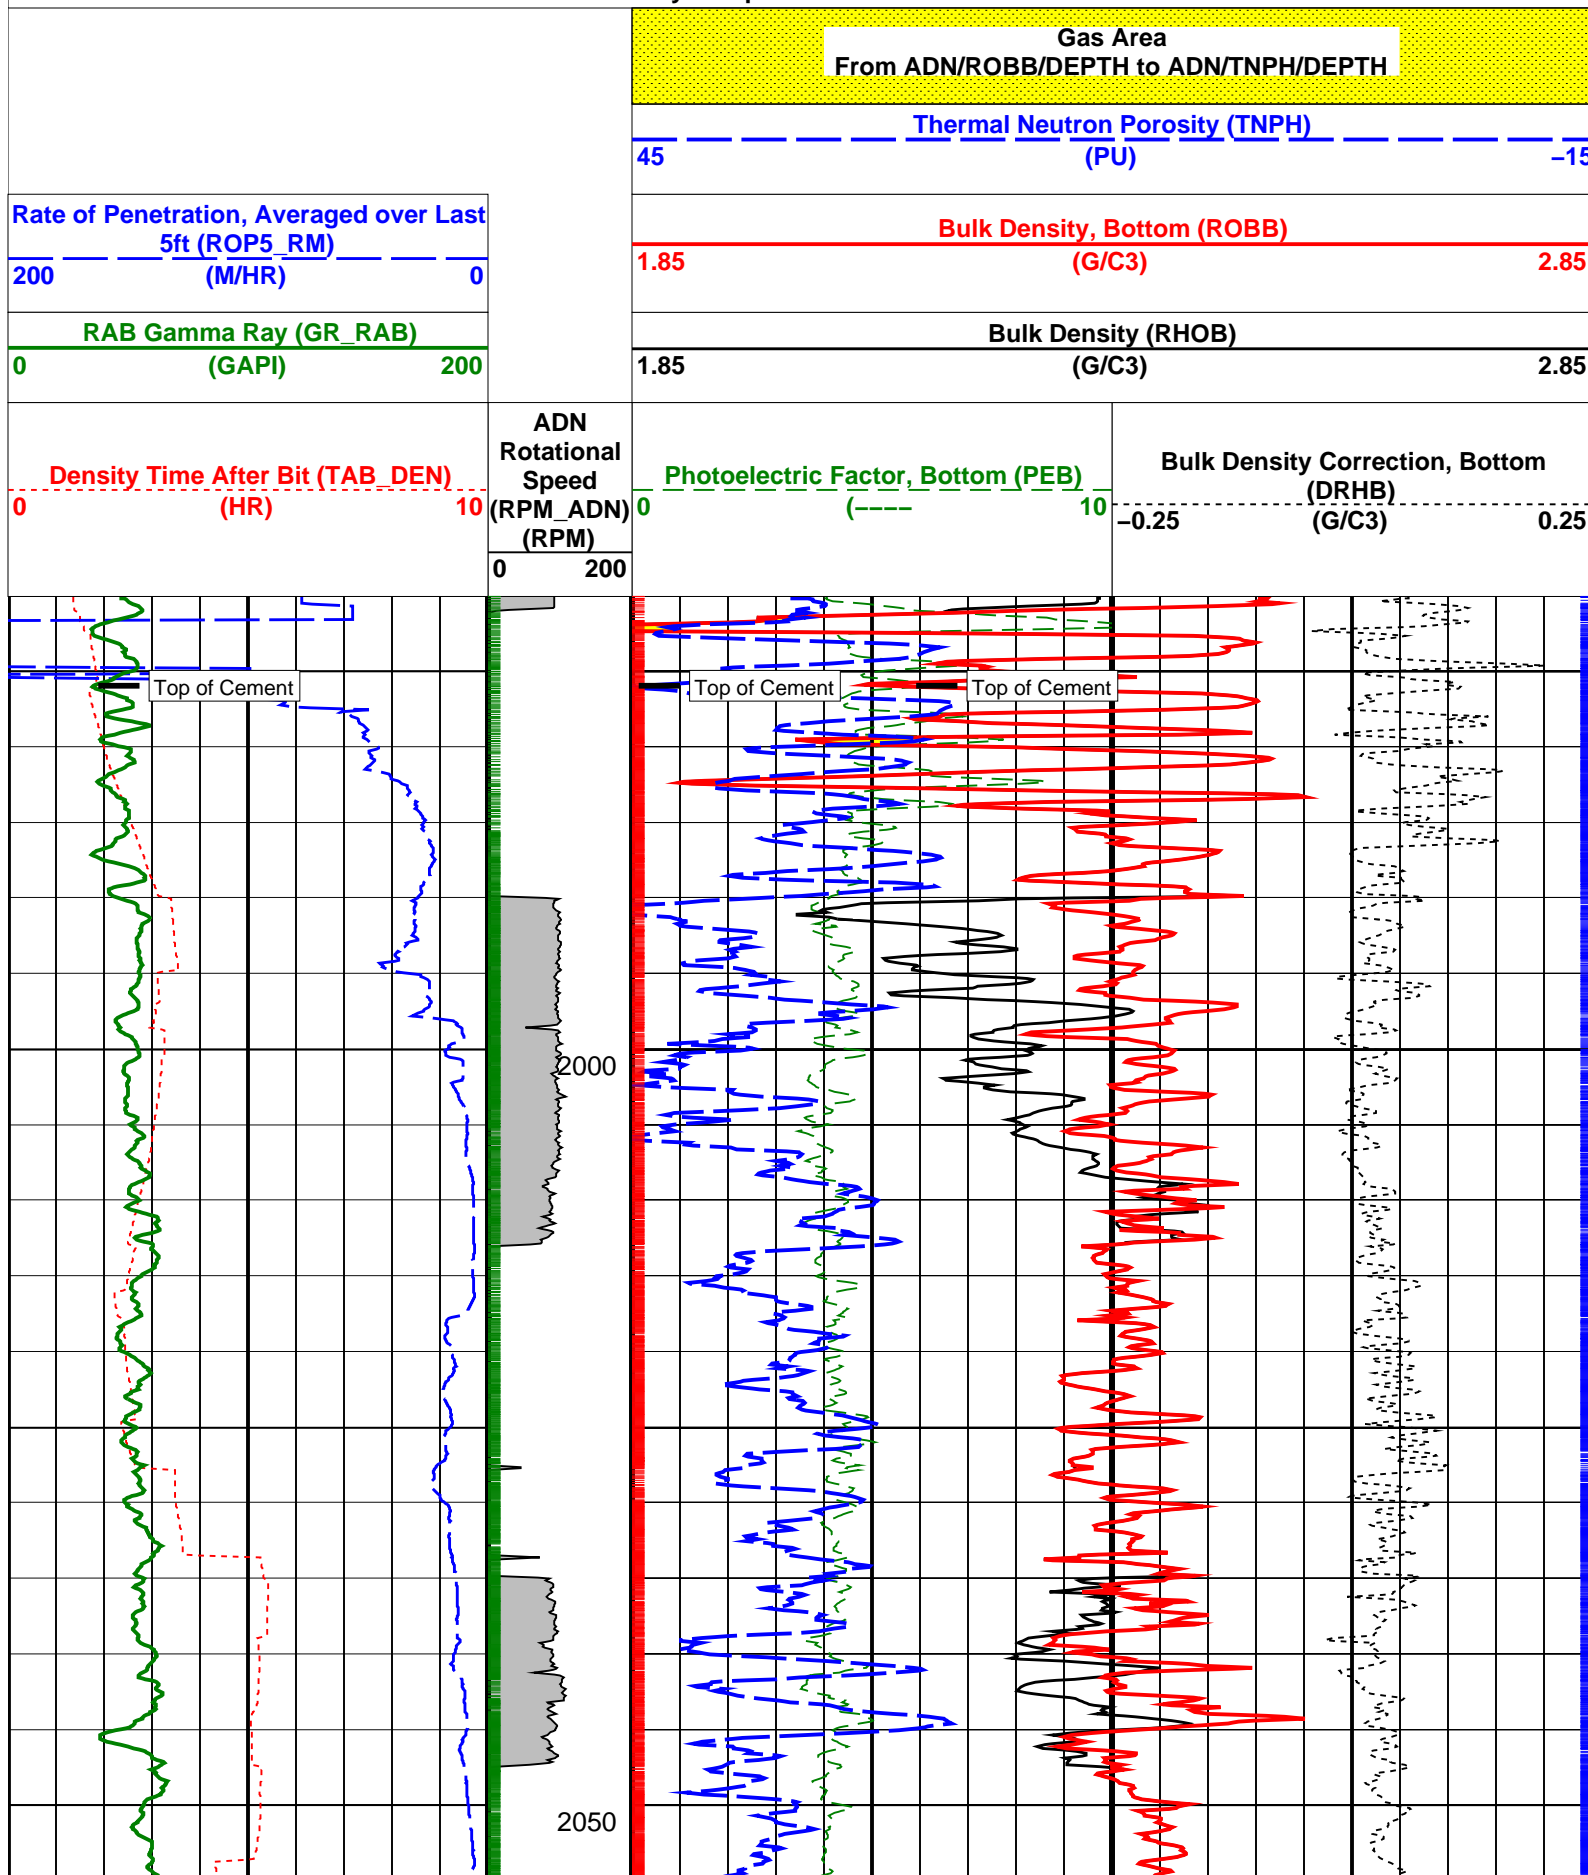 Gas Area
From ADN/ROBB/DEPTH to ADN/TNPH/DEPTH
Thermal Neutron Porosity (TNPH)
45 (PU) −15
Rate of Penetration, Averaged over Last
5ft (ROP5_RM)
200 (M/HR) 0
Bulk Density, Bottom (ROBB)
1.85 (G/C3) 2.85
RAB Gamma Ray (GR_RAB)
0 (GAPI) 200
Bulk Density (RHOB)
1.85 (G/C3) 2.85
Density Time After Bit (TAB_DEN)
0 (HR) 10
ADN
Rotational
Speed
(RPM_ADN)
(RPM)
0 200
Photoelectric Factor, Bottom (PEB)
0 (−−−− 10
Bulk Density Correction, Bottom
(DRHB)
−0.25 (G/C3) 0.25
Top of Cement
Top of Cement
Top of Cement
2000
2050